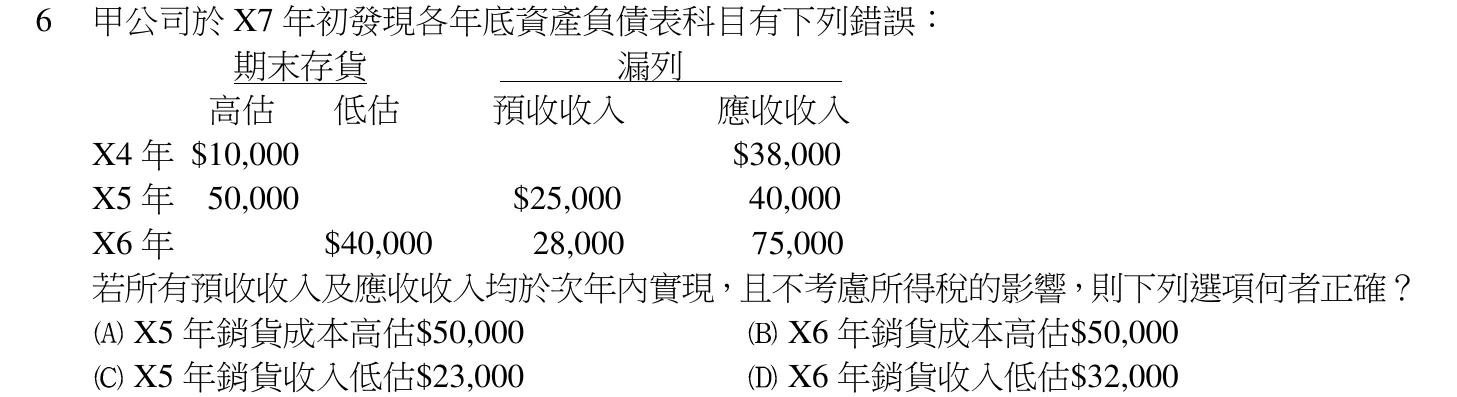 6 甲公司於 X7 年初發現各年底資產負債表科目有下列錯誤：
期末存貨 漏列
高估 低估 預收收入 應收收入
X4 年 $10,000 $38,000
X5 年 50,000 $25,000 40,000
X6 年 $40,000 28,000 75,000
若所有預收收入及應收收入均於次年內實現，且不考慮所得稅的影響，則下列選項何者正確？
(A) X5 年銷貨成本高估$50,000 (B) X6 年銷貨成本高估$50,000
(C) X5 年銷貨收入低估$23,000 (D) X6 年銷貨收入低估$32,000